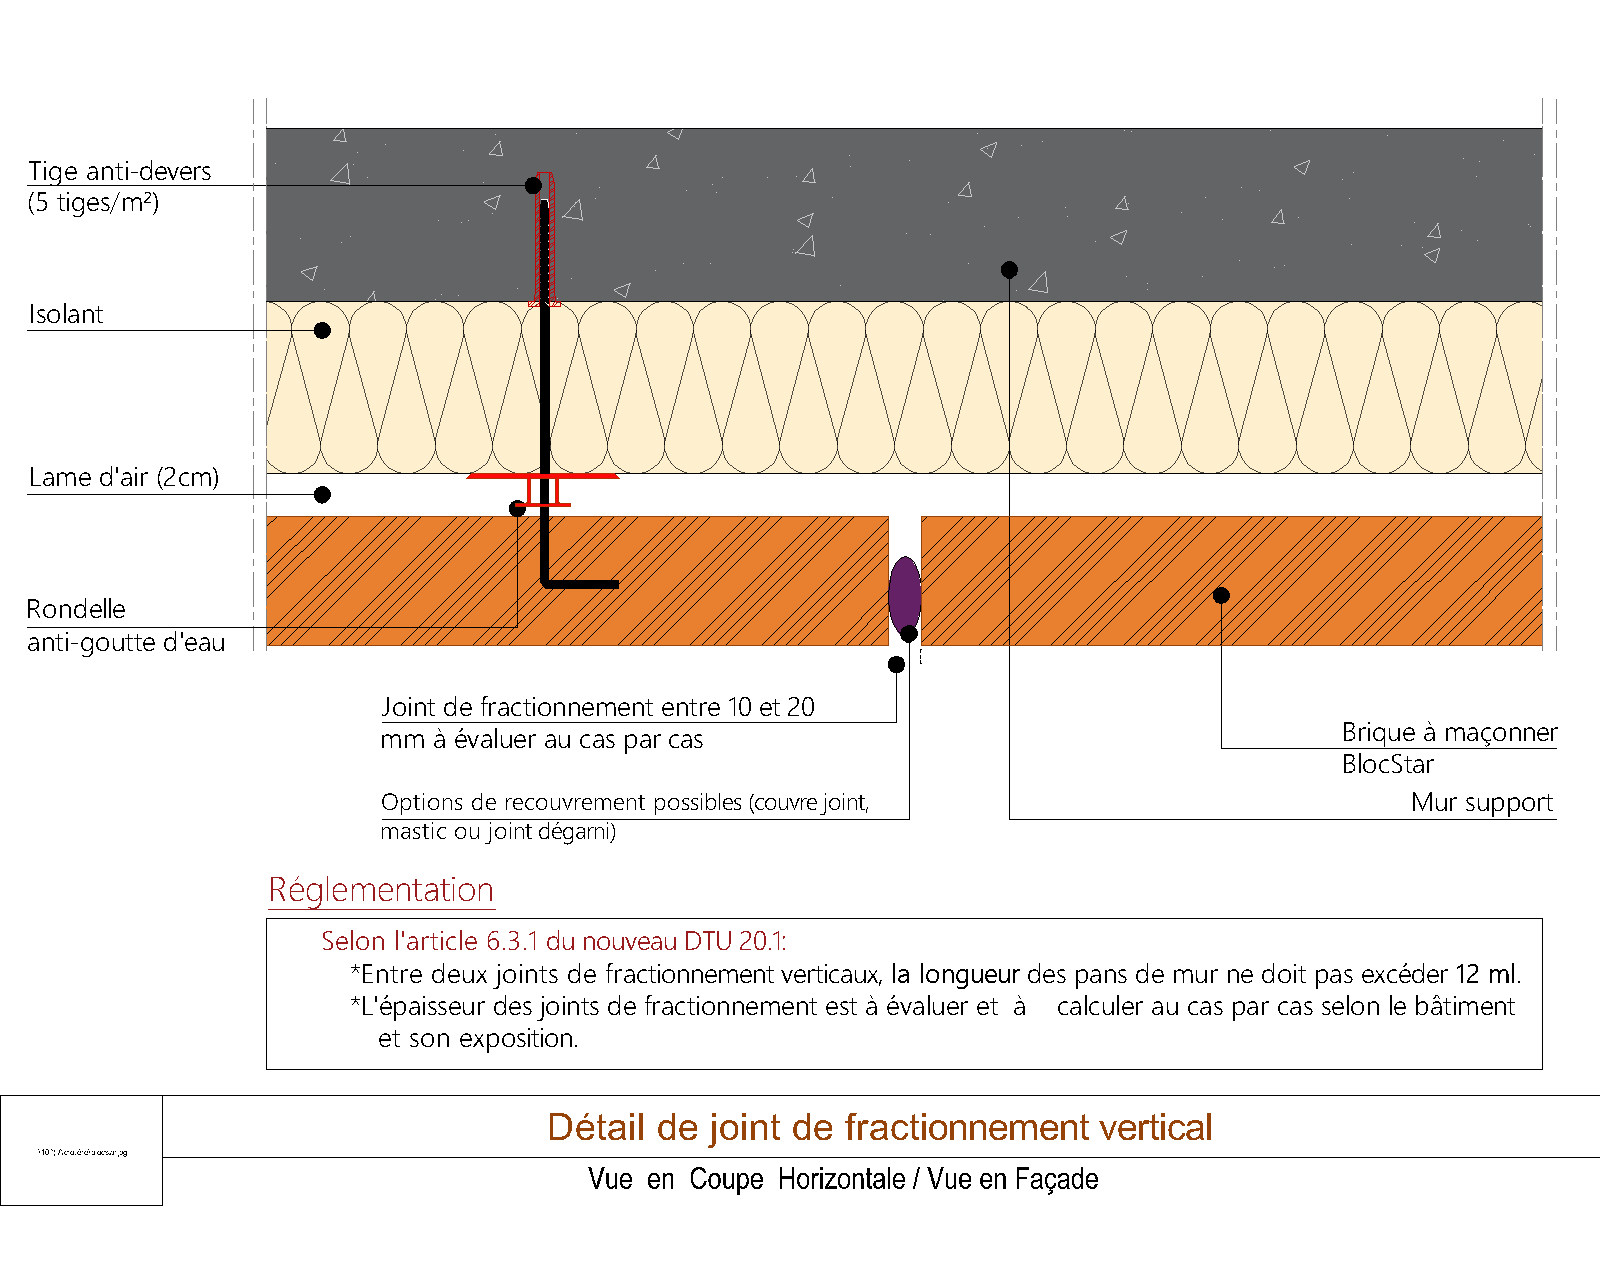 Tige anti-devers
(5 tiges/m²)
Isolant
Lame d'air (2cm)
Rondelle
anti-goutte d'eau
Joint de fractionnement entre 10 et 20
mm à évaluer au cas par cas
Options de recouvrement possibles (couvre joint,
mastic ou joint dégarni)
Brique à maçonner
BlocStar
Mur support
Réglementation
Selon l'article 6.3.1 du nouveau DTU 20.1:
*Entre deux joints de fractionnement verticaux, la longueur des pans de mur ne doit pas excéder 12 ml.
*L'épaisseur des joints de fractionnement est à évaluer et à calculer au cas par cas selon le bâtiment
et son exposition.
Détail de joint de fractionnement vertical
Vue en Coupe Horizontale / Vue en Façade